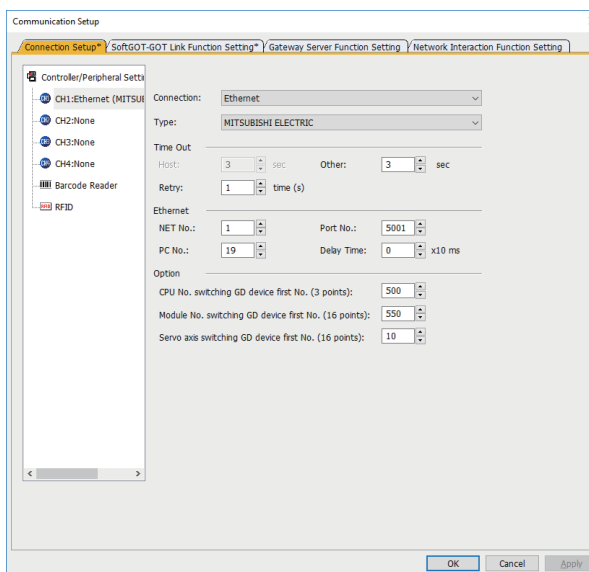 Communication Setup
Connection Setup* SoftGOT-GOT Link Function Setting* Gateway Server Function Setting Network Interaction Function Setting
Controller/Peripheral Setti
CH1:Ethernet (MITSUE
CH2:None
CH3:None
CH4:None
Barcode Reader
RFID
Connection: Ethernet
Type: MITSUBISHI ELECTRIC
Time Out
Host: 3 sec Other: 3 sec
Retry: 1 time (s)
Ethernet
NET No.: 1 Port No.: 5001
PC No.: 19 Delay Time: 0 x10 ms
Option
CPU No. switching GD device first No. (3 points): 500
Module No. switching GD device first No. (16 points): 550
Servo axis switching GD device first No. (16 points): 10
OK Cancel Apply